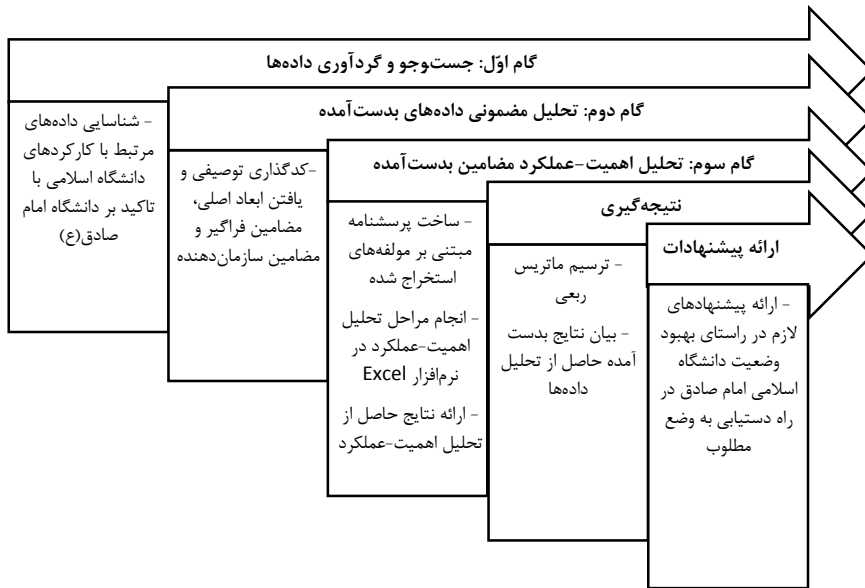 گام اوّل: جست‌وجو و گردآوری داده‌ها
- شناسایی داده‌های
مرتبط با کارکردهای
دانشگاه اسلامی با
تاکید بر دانشگاه امام
صادق(ع)
گام دوم: تحلیل مضمونی داده‌های بدست‌آمده
-کدگذاری توصیفی و
یافتن ابعاد اصلی،
مضامین فراگیر و
مضامین سازمان‌دهنده
گام سوم: تحلیل اهمیت-عملکرد مضامین بدست‌آمده
- ساخت پرسشنامه
مبتنی بر مولفه‌های
استخراج شده
- انجام مراحل تحلیل
اهمیت-عملکرد در
نرم‌افزار Excel
- ارائه نتایج حاصل از
تحلیل اهمیت-عملکرد
نتیجه‌گیری
- ترسیم ماتریس
ربعی
- بیان نتایج بدست
آمده حاصل از تحلیل
داده‌ها
ارائه پیشنهادات
- ارائه پیشنهادهای
لازم در راستای بهبود
وضعیت دانشگاه
اسلامی امام صادق در
راه دستیابی به وضع
مطلوب